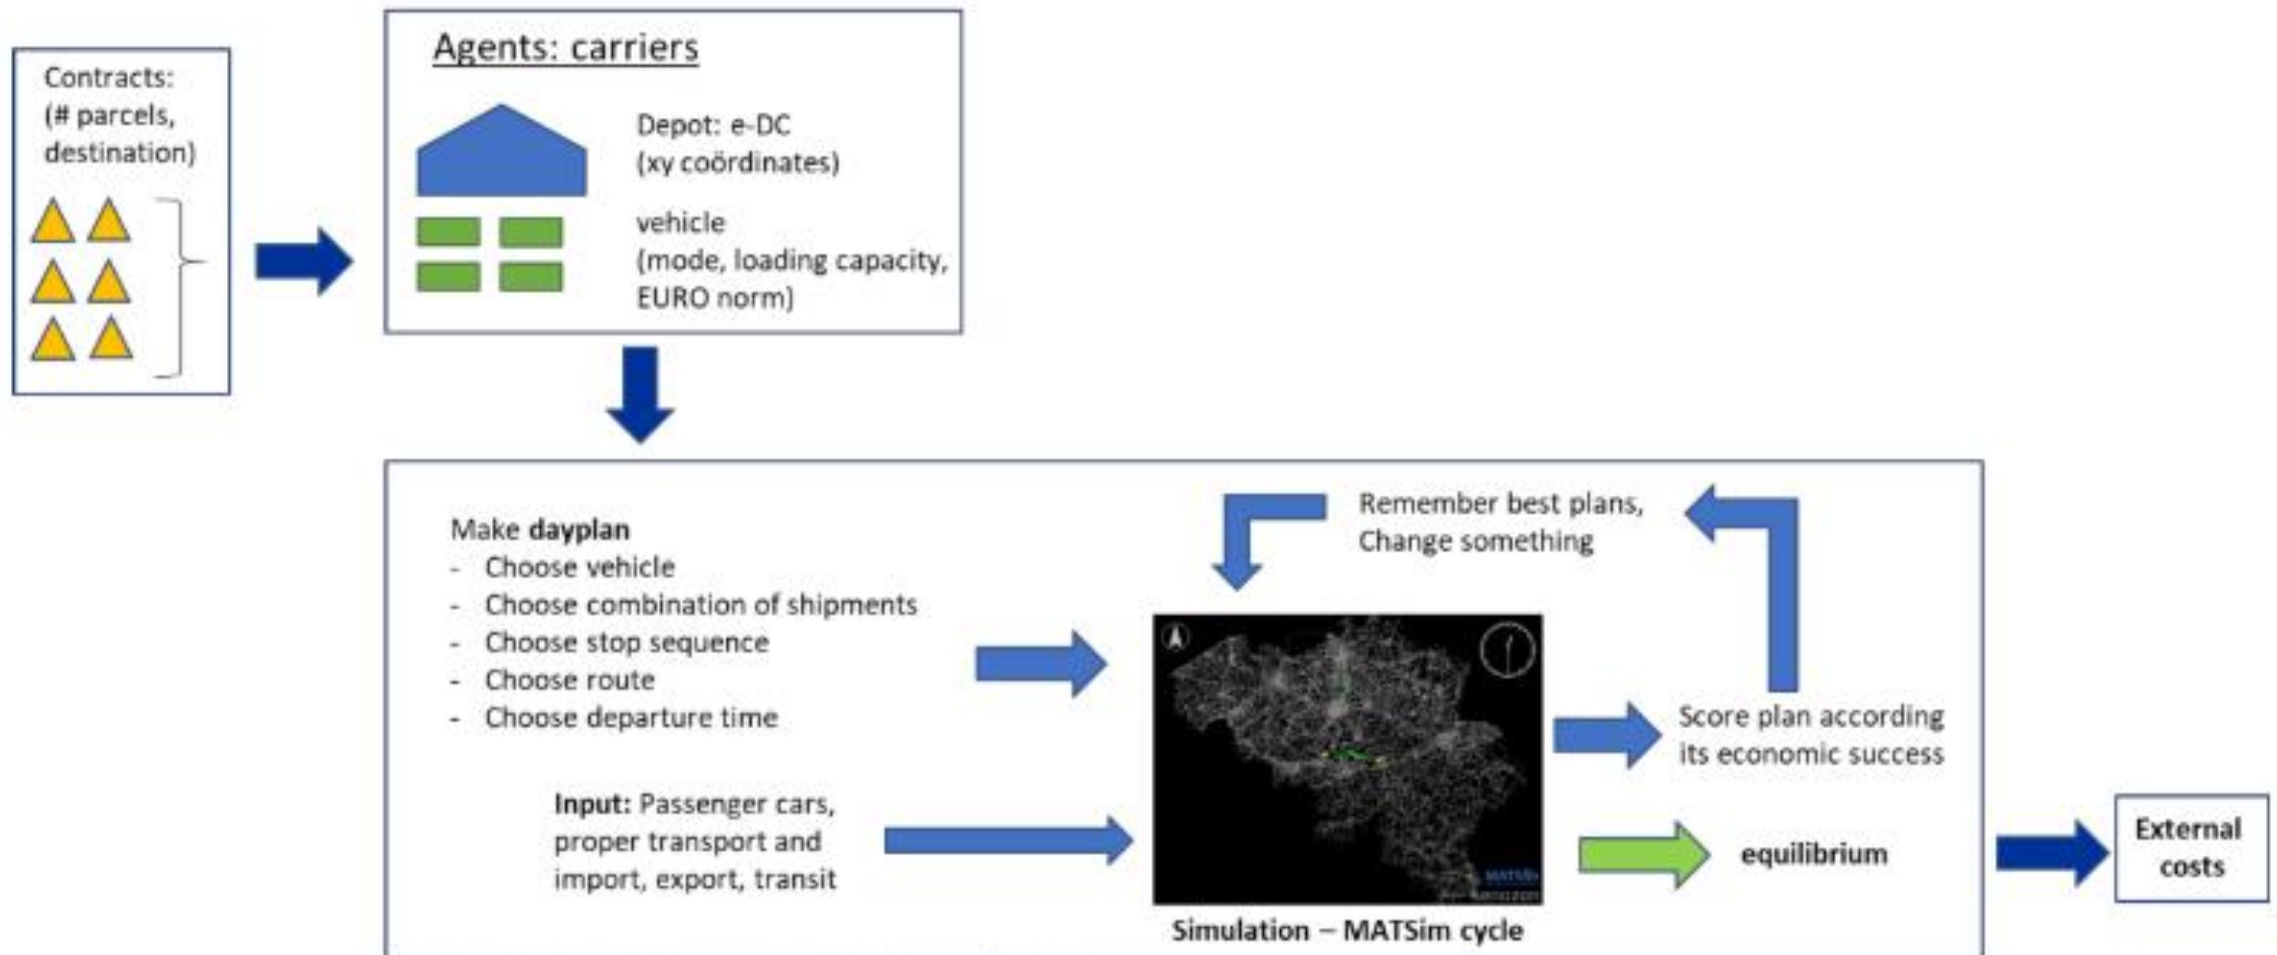 Contracts:
(# parcels,
destination)
Agents: carriers
Depot: e-DC
(xy coördinates)
vehicle
(mode, loading capacity,
EURO norm)
Make dayplan
- Choose vehicle
- Choose combination of shipments
- Choose stop sequence
- Choose route
- Choose departure time
Input: Passenger cars,
proper transport and
import, export, transit
Remember best plans,
Change something
MATSim
Simulation – MATSim cycle
Score plan according
its economic success
equilibrium
External
costs